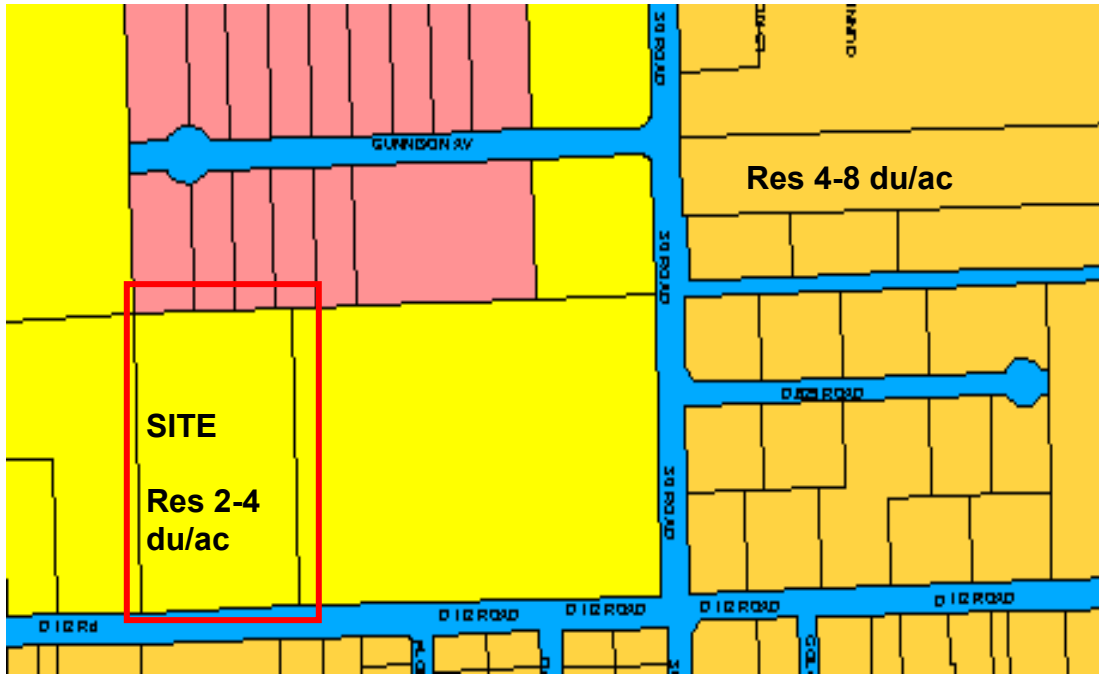 30 ROAD
GUNNISON AV
Res 4-8 du/ac
30 ROAD
ROAD
SITE
30 ROAD
Res 2-4
du/ac
D 1/2 ROAD
D 1/2 ROAD
D 1/2 ROAD
D 1/2 ROAD
D 1/2 Rd